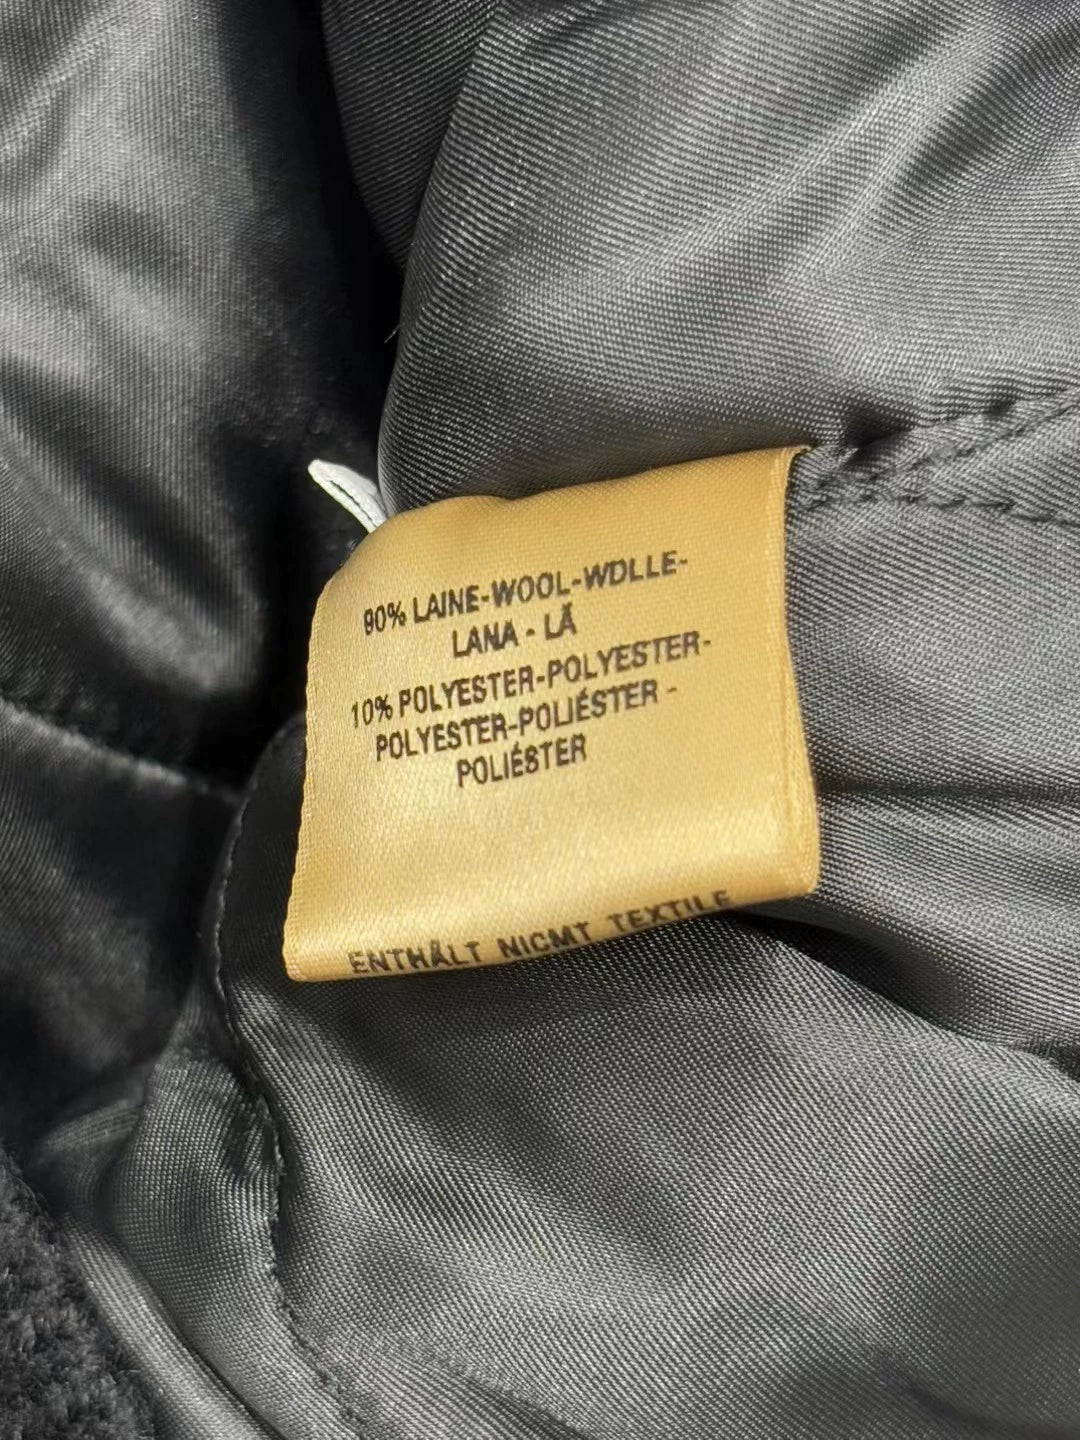 90% LAINE-WOOL-WDLLE-
LANA - LÃ
10% POLYESTER-POLYESTER-
POLYESTER-POLIÉSTER -
POLIÉSTER
ENTHÄLT NICMT TEXTILE